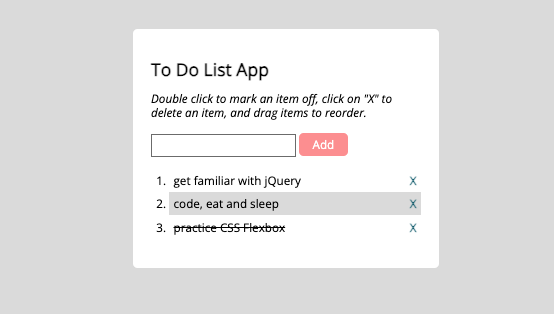 To Do List App
Double click to mark an item off, click on "X" to
delete an item, and drag items to reorder.
Add
1. get familiar with jQuery X
2. code, eat and sleep X
3. practice CSS Flexbox X